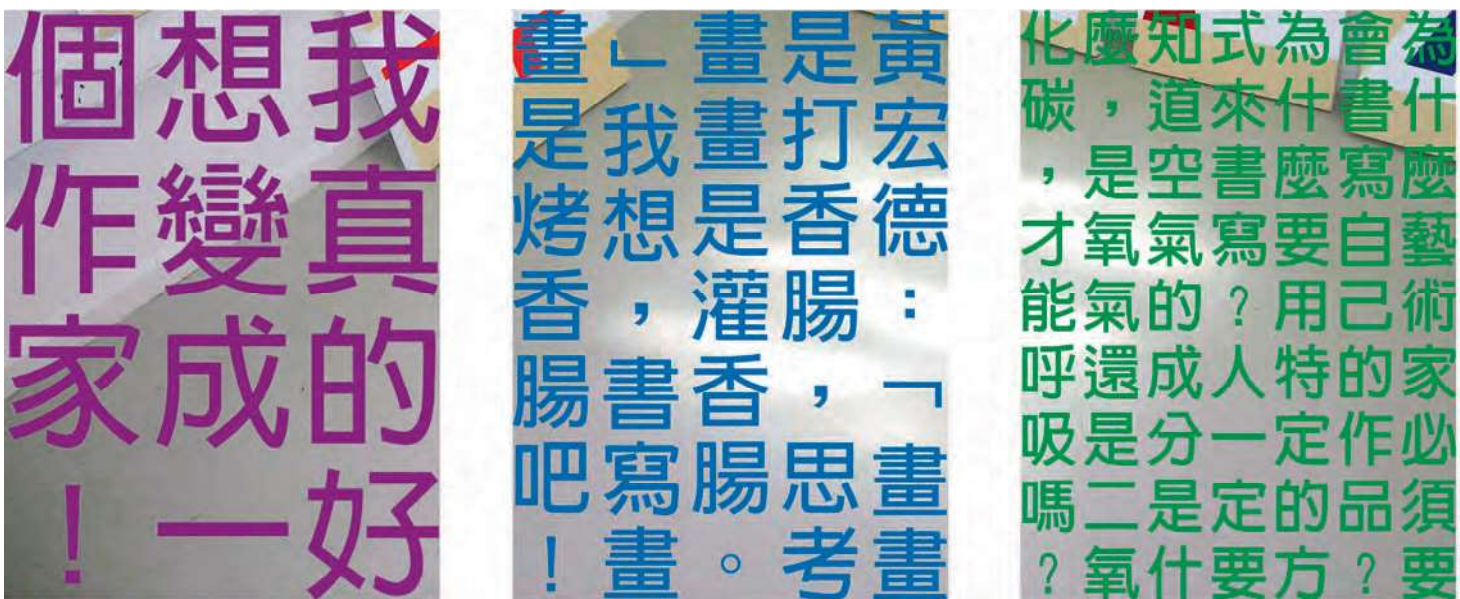 我真的好
想變成一
個作家！
黃宏德：「畫畫
是打香腸，思考
畫畫是灌香腸。
」我想，書寫畫
畫是烤香腸吧！
為什麼藝術家必須要
會書寫自己的作品？
為什麼要用特定的方
式來書寫？人一定要
知道空氣的成分是什
麼，是氧氣還是二氧
化碳，才能呼吸嗎？